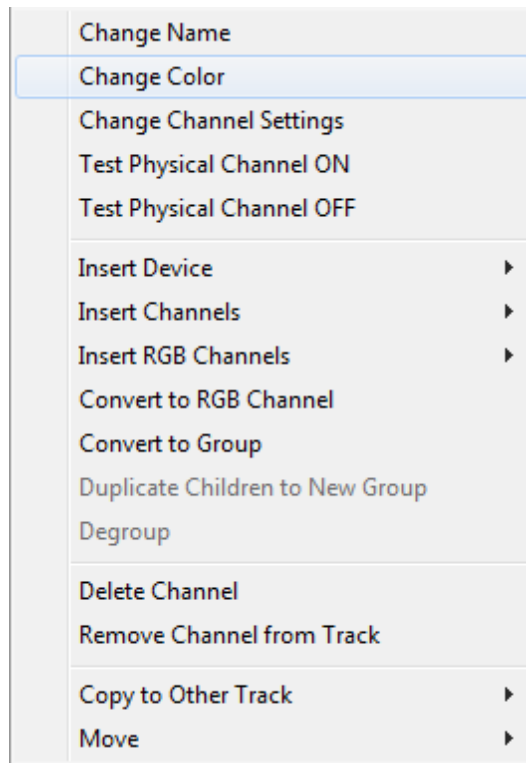 Change Name
Change Color
Change Channel Settings
Test Physical Channel ON
Test Physical Channel OFF
Insert Device
Insert Channels
Insert RGB Channels
Convert to RGB Channel
Convert to Group
Duplicate Children to New Group
Degroup
Delete Channel
Remove Channel from Track
Copy to Other Track
Move